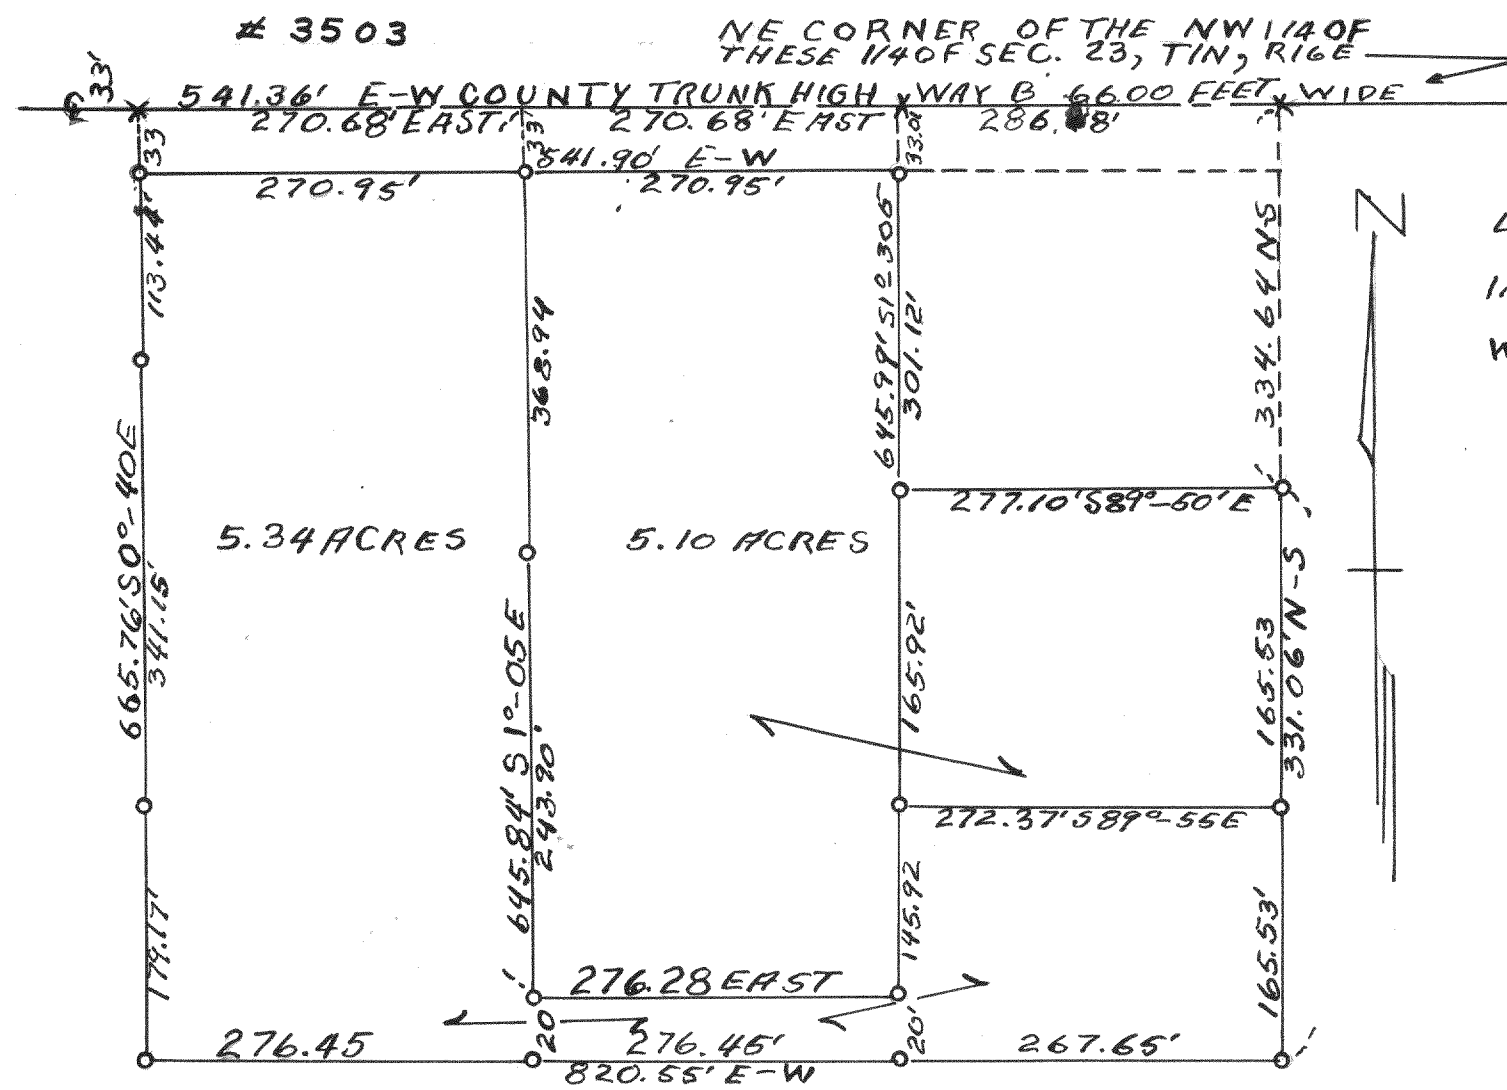 # 3503
NE CORNER OF THE NW 1/4 OF
THESE 1/4 OF SEC. 23, T1N, R18E
33'
541.36' E-W COUNTY TRUNK HIGHWAY B 66.00 FEET WIDE
270.68' EAST
270.68' EAST
33
33'
33.01
541.90' E-W
270.95'
270.95'
N
113.44'
368.94
645.99' S1°-30E
301.12'
334.64 NS
277.10' S89°-50'E
5.34 ACRES
5.10 ACRES
665.76' S0°-40E
341.15'
645.84' S1°-05E
243.90'
165.92'
165.53
331.06' N-S
272.37' S89°-55E
179.17'
145.92
165.53'
276.28 EAST
20'
20'
276.45
276.45'
267.65'
820.55' E-W